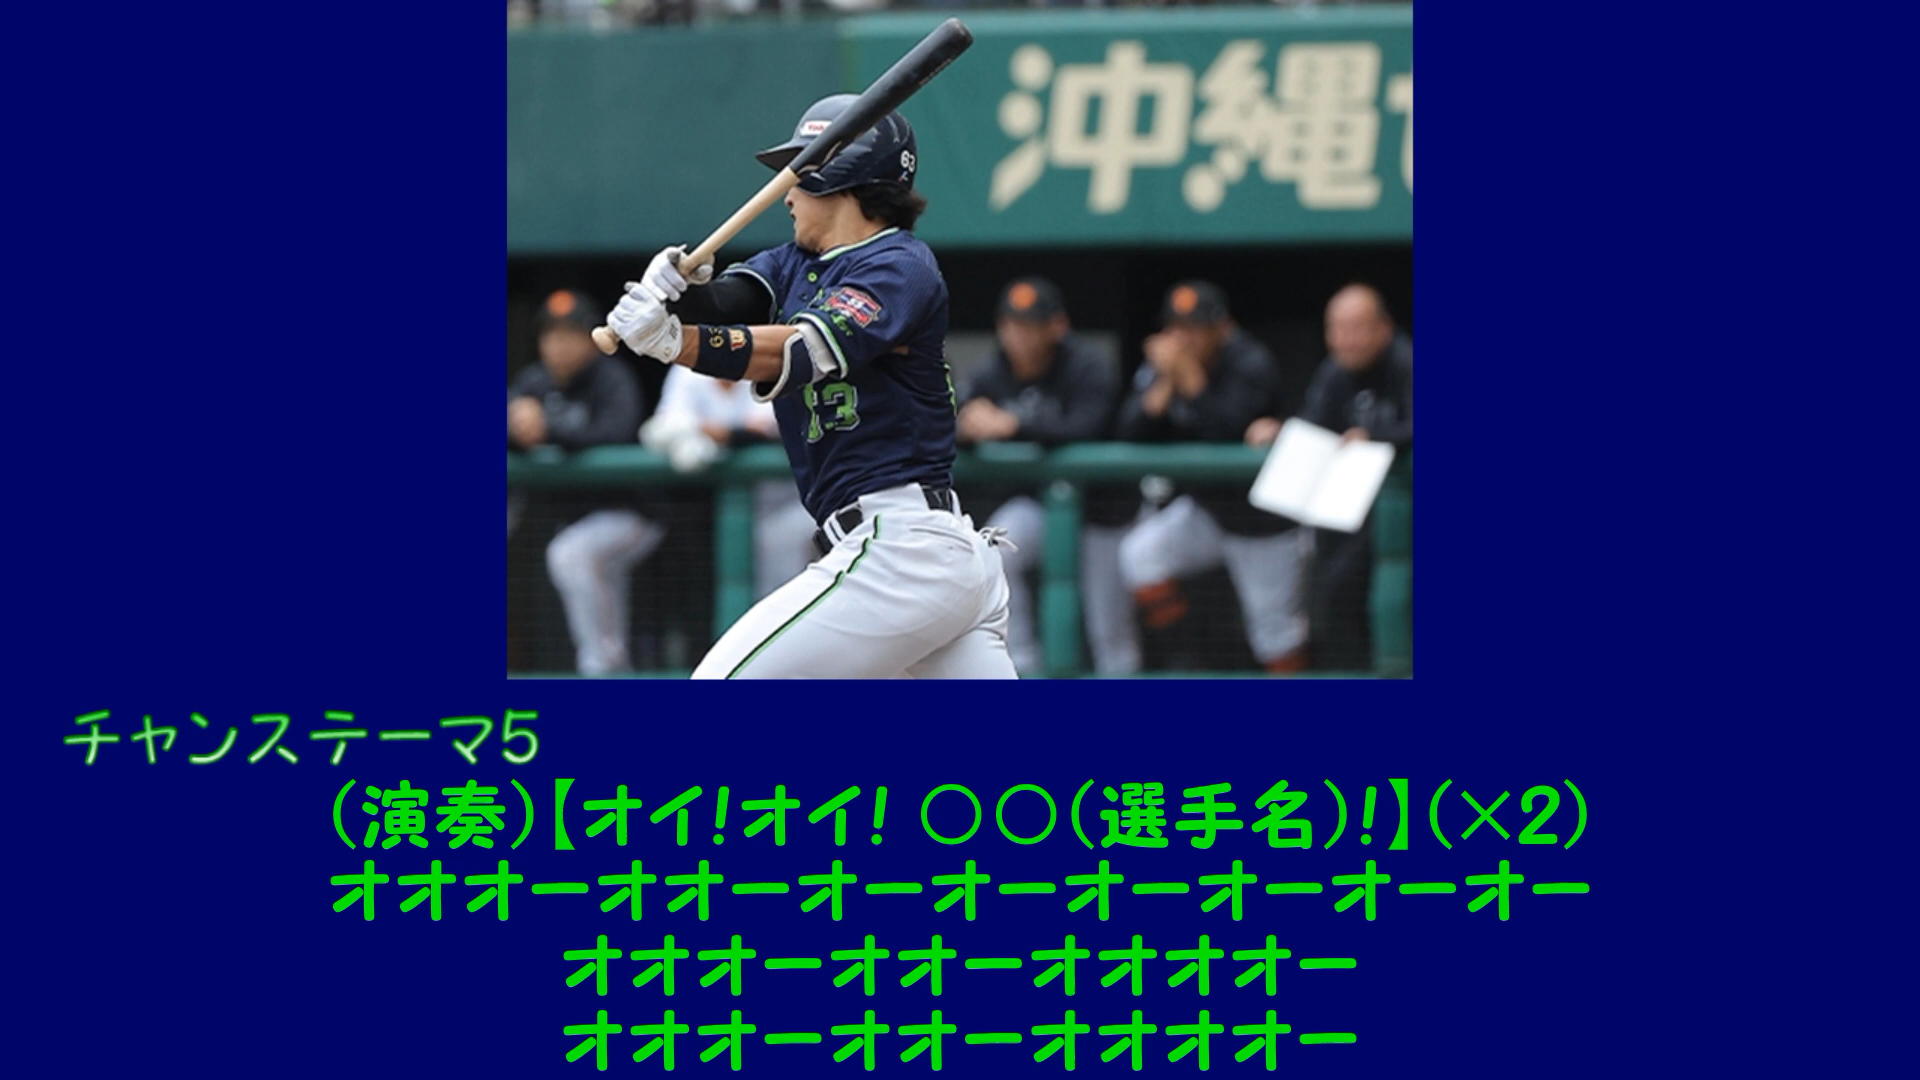 沖縄
63
63
チャンステーマ5
(演奏)【オイ!オイ! ○○(選手名)!】(×2)
オオオーオオーオーオーオーオーオーオー
オオオーオオーオオオオー
オオオーオオーオオオオー